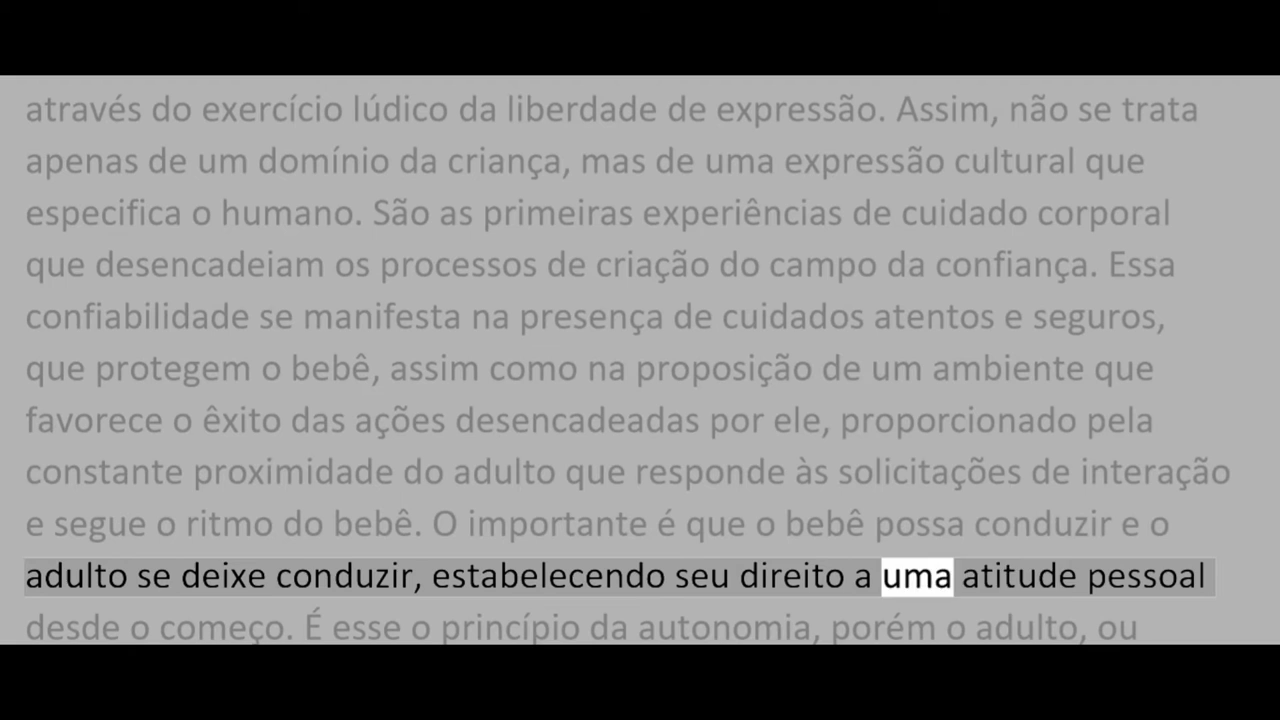 através do exercício lúdico da liberdade de expressão. Assim, não se trata
apenas de um domínio da criança, mas de uma expressão cultural que
especifica o humano. São as primeiras experiências de cuidado corporal
que desencadeiam os processos de criação do campo da confiança. Essa
confiabilidade se manifesta na presença de cuidados atentos e seguros,
que protegem o bebê, assim como na proposição de um ambiente que
favorece o êxito das ações desencadeadas por ele, proporcionado pela
constante proximidade do adulto que responde às solicitações de interação
e segue o ritmo do bebê. O importante é que o bebê possa conduzir e o
adulto se deixe conduzir, estabelecendo seu direito a uma atitude pessoal
desde o começo. É esse o princípio da autonomia, porém o adulto, ou